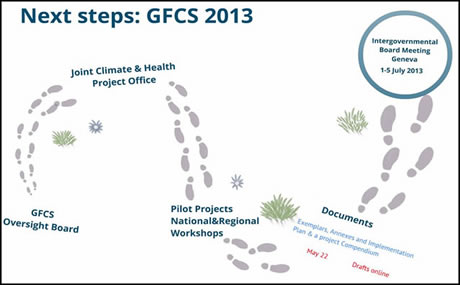 Next steps: GFCS 2013
Intergovernmental
Board Meeting
Geneva
1-5 July 2013
Joint Climate & Health
Project Office
GFCS
Oversight Board
Pilot Projects
National&Regional
Workshops
Documents
Exemplars, Annexes and Implementation
Plan & a project Compendium
May 22 Drafts online